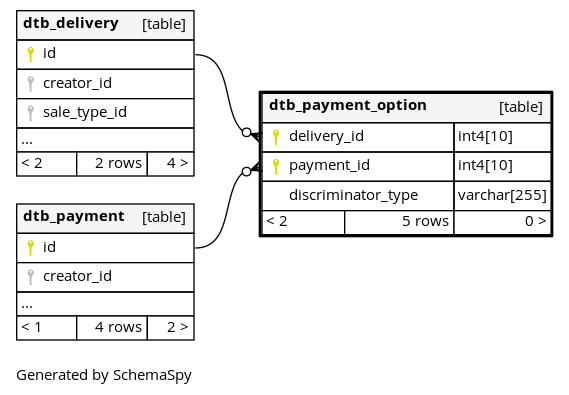 dtb_delivery [table]
id
creator_id
sale_type_id
...
< 2 2 rows 4 >
dtb_payment_option [table]
delivery_id int4[10]
payment_id int4[10]
discriminator_type varchar[255]
< 2 5 rows 0 >
dtb_payment [table]
id
creator_id
...
< 1 4 rows 2 >
Generated by SchemaSpy